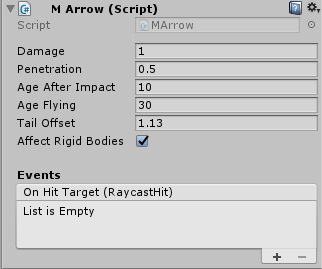 M Arrow (Script)
Script MArrow
Damage 1
Penetration 0.5
Age After Impact 10
Age Flying 30
Tail Offset 1.13
Affect Rigid Bodies
Events
On Hit Target (RaycastHit)
List is Empty